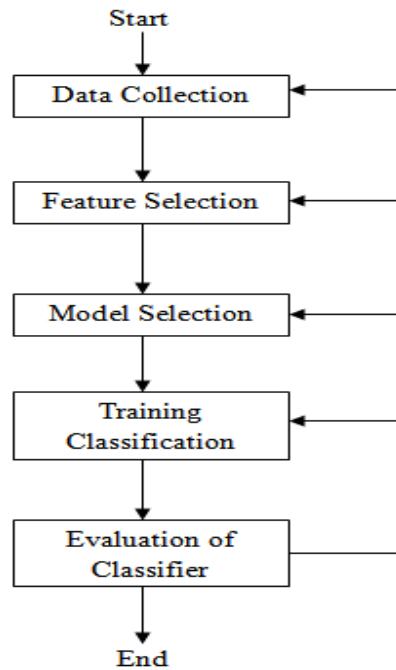 Start
Data Collection
Feature Selection
Model Selection
Training
Classification
Evaluation of
Classifier
End